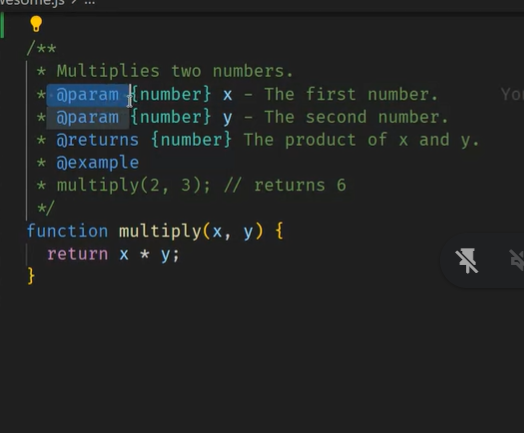 wesome.js > ...
/**
* Multiplies two numbers.
* @param {number} x - The first number.
* @param {number} y - The second number.
* @returns {number} The product of x and y.
* @example
* multiply(2, 3); // returns 6
*/
function multiply(x, y) {
return x * y;
}